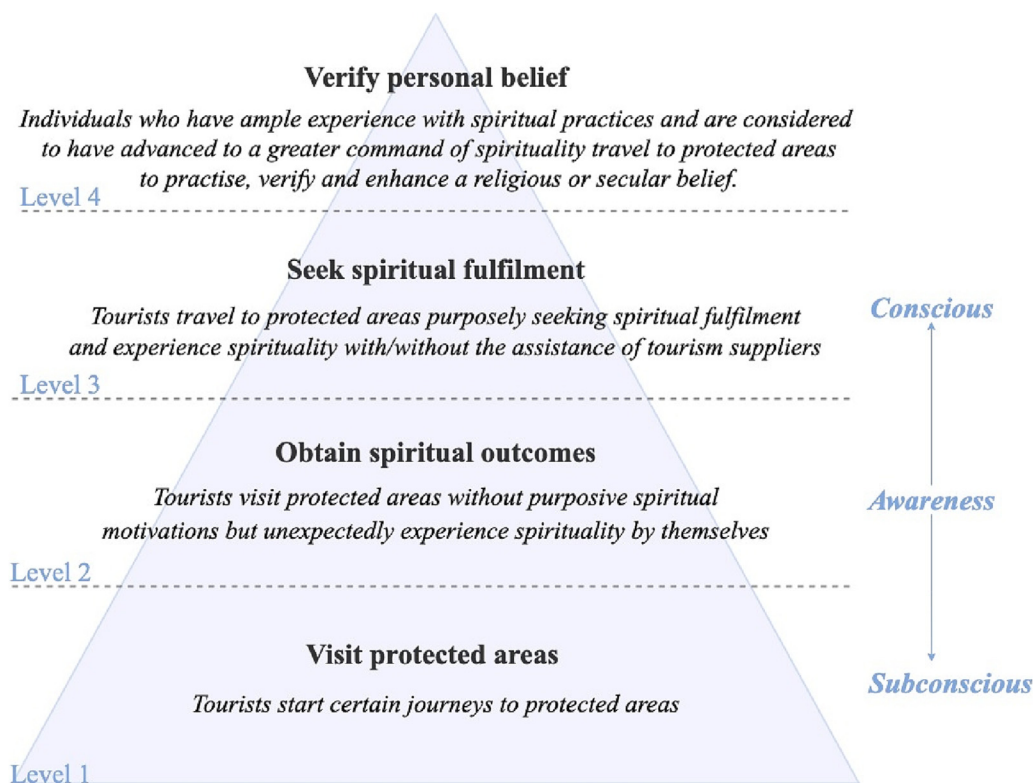 Verify personal belief
Individuals who have ample experience with spiritual practices and are considered
to have advanced to a greater command of spirituality travel to protected areas
to practise, verify and enhance a religious or secular belief.
Level 4
Seek spiritual fulfilment
Tourists travel to protected areas purposely seeking spiritual fulfilment
and experience spirituality with/without the assistance of tourism suppliers
Level 3
Obtain spiritual outcomes
Tourists visit protected areas without purposive spiritual
motivations but unexpectedly experience spirituality by themselves
Level 2
Visit protected areas
Tourists start certain journeys to protected areas
Level 1
Conscious
Awareness
Subconscious